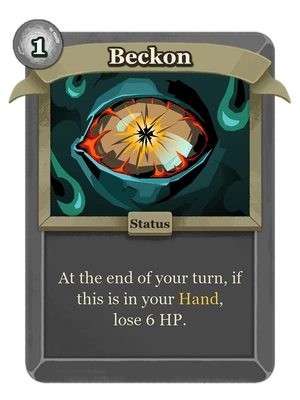 1
Beckon
Status
At the end of your turn, if
this is in your Hand,
lose 6 HP.